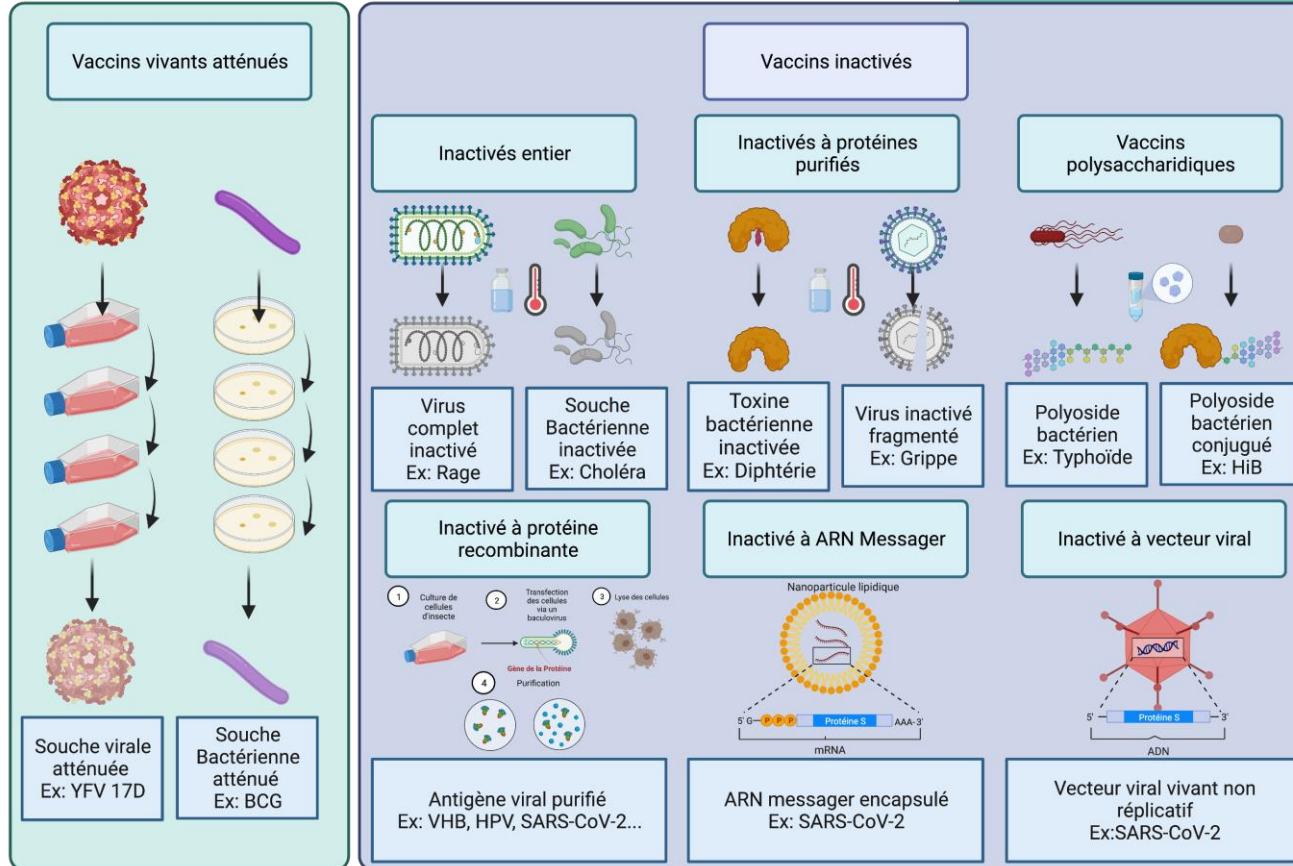 Vaccins vivants atténués
Souche virale
atténuée
Ex: YFV 17D
Souche
Bactérienne
atténué
Ex: BCG
Vaccins inactivés
Inactivés entier
Virus
complet
inactivé
Ex: Rage
Souche
Bactérienne
inactivée
Ex: Choléra
Inactivés à protéines
purifiés
Toxine
bactérienne
inactivée
Ex: Diphtérie
Virus inactivé
fragmenté
Ex: Grippe
Vaccins
polysaccharidiques
Polyoside
bactérien
Ex: Typhoïde
Polyoside
bactérien
conjugué
Ex: HiB
Inactivé à protéine
recombinante
1
Culture de
cellules
d'insecte
2
Transfection
des cellules
via un
baculovirus
Gène de la Protéine
3
Lyse des cellules
4
Purification
Antigène viral purifié
Ex: VHB, HPV, SARS-CoV-2...
Inactivé à ARN Messager
Nanoparticule lipidique
5' G P P P Protéine S AAA- 3'
mRNA
ARN messager encapsulé
Ex: SARS-CoV-2
Inactivé à vecteur viral
5' Protéine S 3'
ADN
Vecteur viral vivant non
réplicatif
Ex:SARS-CoV-2